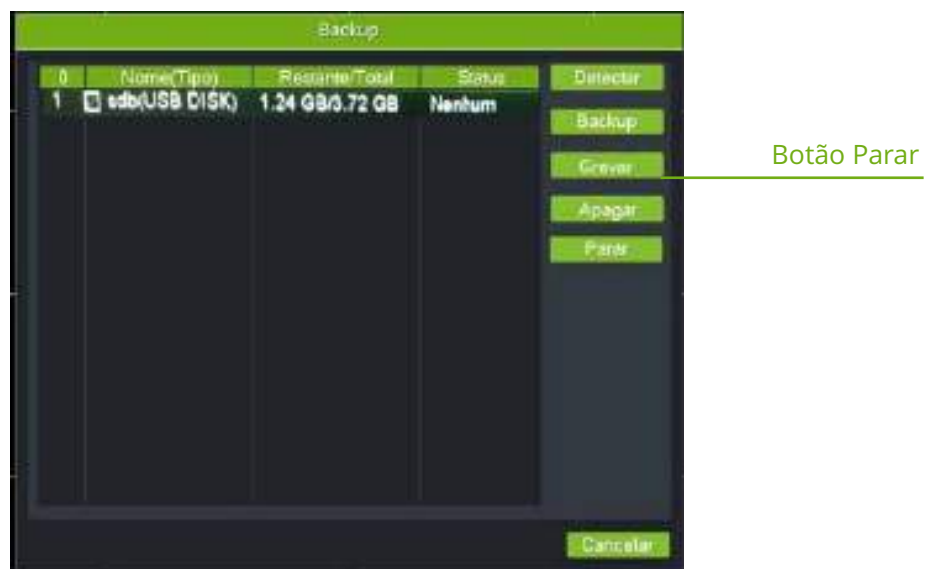 Backup
0 Nome(Tipo) Restante/Total Status
1 sdb(USB DISK) 1.24 GB/3.72 GB Nenhum
Detectar
Backup
Gravar
Apagar
Parar
Cancelar
Botão Parar